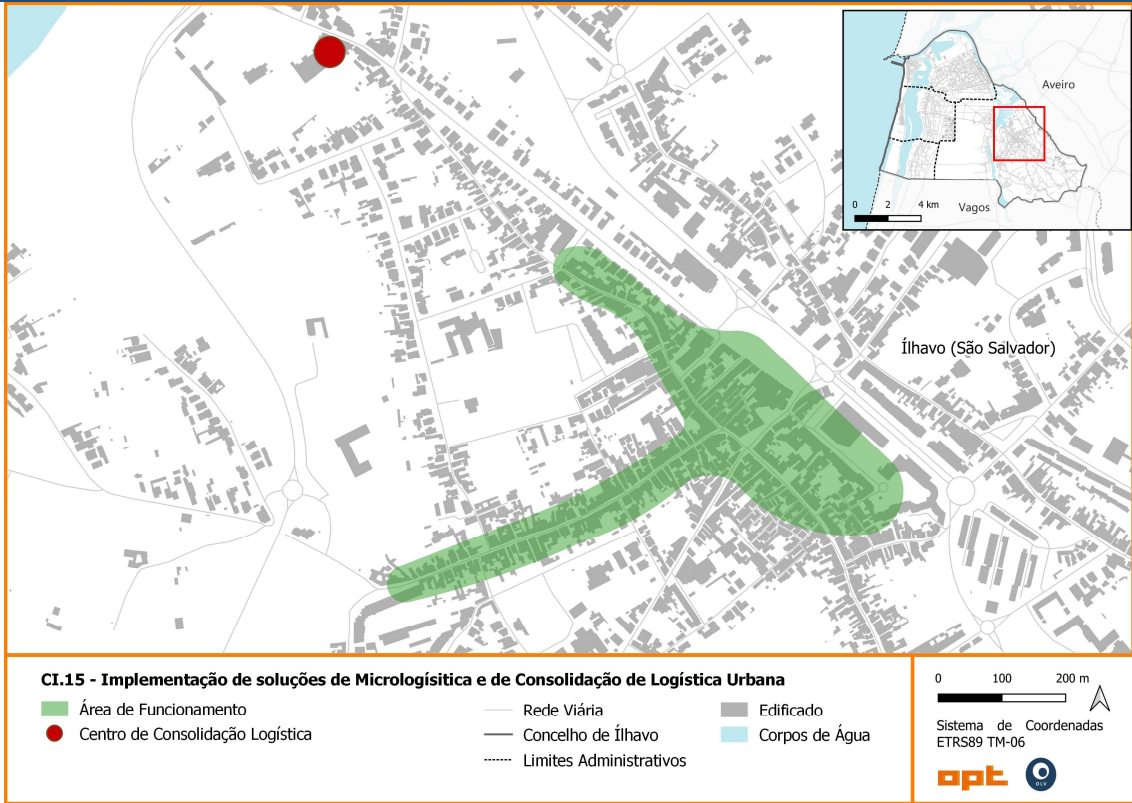 Aveiro
0 2 4 km
Vagos
Ílhavo (São Salvador)
CI.15 - Implementação de soluções de Micrologísitica e de Consolidação de Logística Urbana
Área de Funcionamento
Centro de Consolidação Logística
Rede Viária
Concelho de Ílhavo
Limites Administrativos
Edificado
Corpos de Água
0 100 200 m
Sistema de Coordenadas
ETRS89 TM-06
opt
OLV